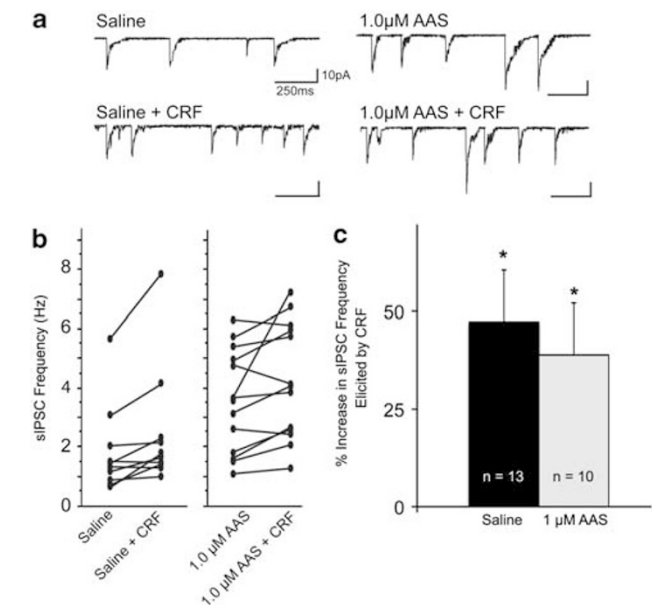 a
Saline
1.0µM AAS
10pA
250ms
Saline + CRF
1.0µM AAS + CRF
b
sIPSC Frequency (Hz)
8
6
4
2
0
Saline
Saline + CRF
1.0 µM AAS
1.0 µM AAS + CRF
c
% Increase in sIPSC Frequency
Elicited by CRF
50
25
0
*
*
n = 13
n = 10
Saline
1 µM AAS